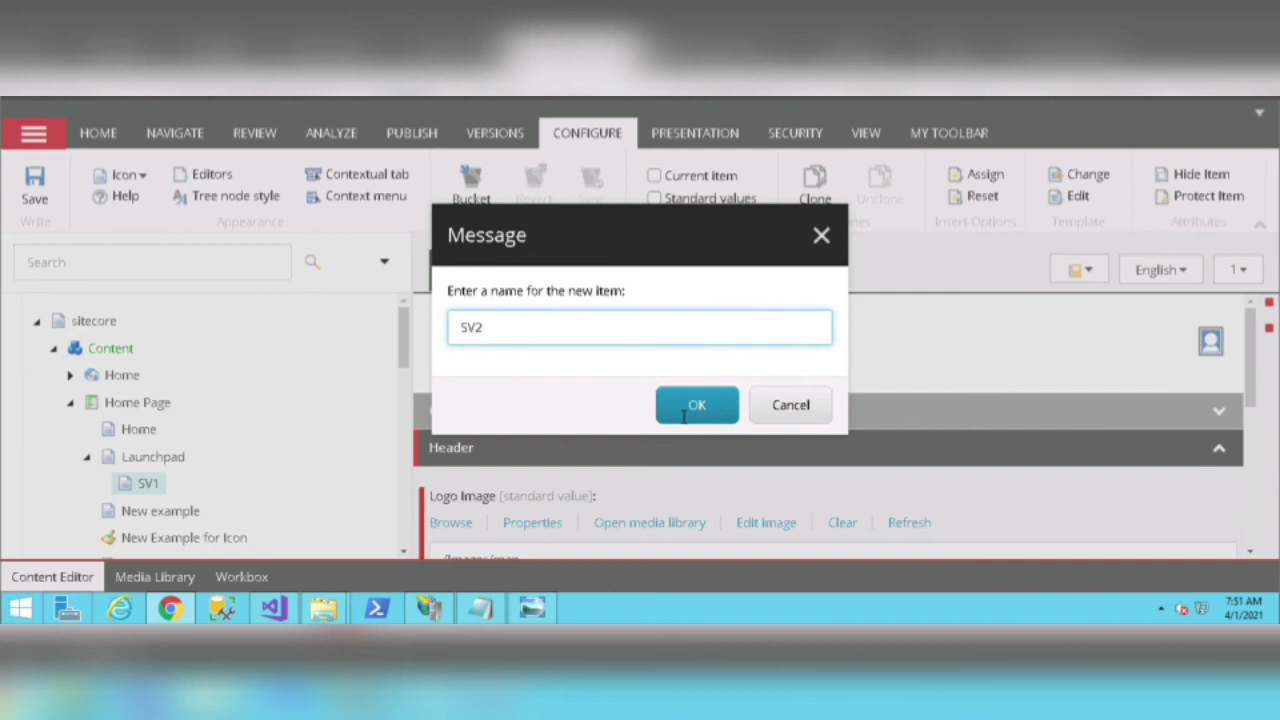 HOME NAVIGATE REVIEW ANALYZE PUBLISH VERSIONS CONFIGURE PRESENTATION SECURITY VIEW MY TOOLBAR
Save
Write
Icon
Help
Editors
Tree node style
Contextual tab
Context menu
Appearance
Bucket
Revert
Current item
Standard values
Clone
Unclone
Assign
Reset
Insert Options
Change
Edit
Template
Hide Item
Protect Item
Attributes
Search
English
1
Message
Enter a name for the new item:
SV2
OK
Cancel
sitecore
Content
Home
Home Page
Home
Launchpad
SV1
New example
New Example for Icon
Header
Logo Image [standard value]:
Browse Properties Open media library Edit image Clear Refresh
Content Editor Media Library Workbox
7:51 AM
4/1/2021